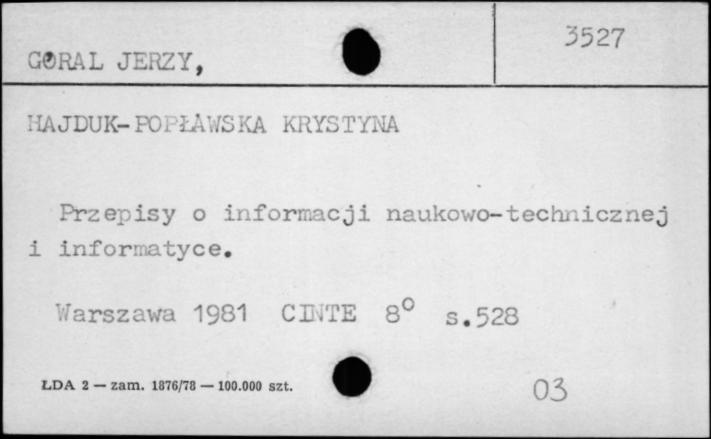 GÓRAL JERZY,
3527
HAJDUK-POPŁAWSKA KRYSTYNA
Przepisy o informacji naukowo-technicznej
i informatyce.
Warszawa 1981 CINTE 8° s.528
ŁDA 2 — zam. 1876/78 — 100.000 szt.
03